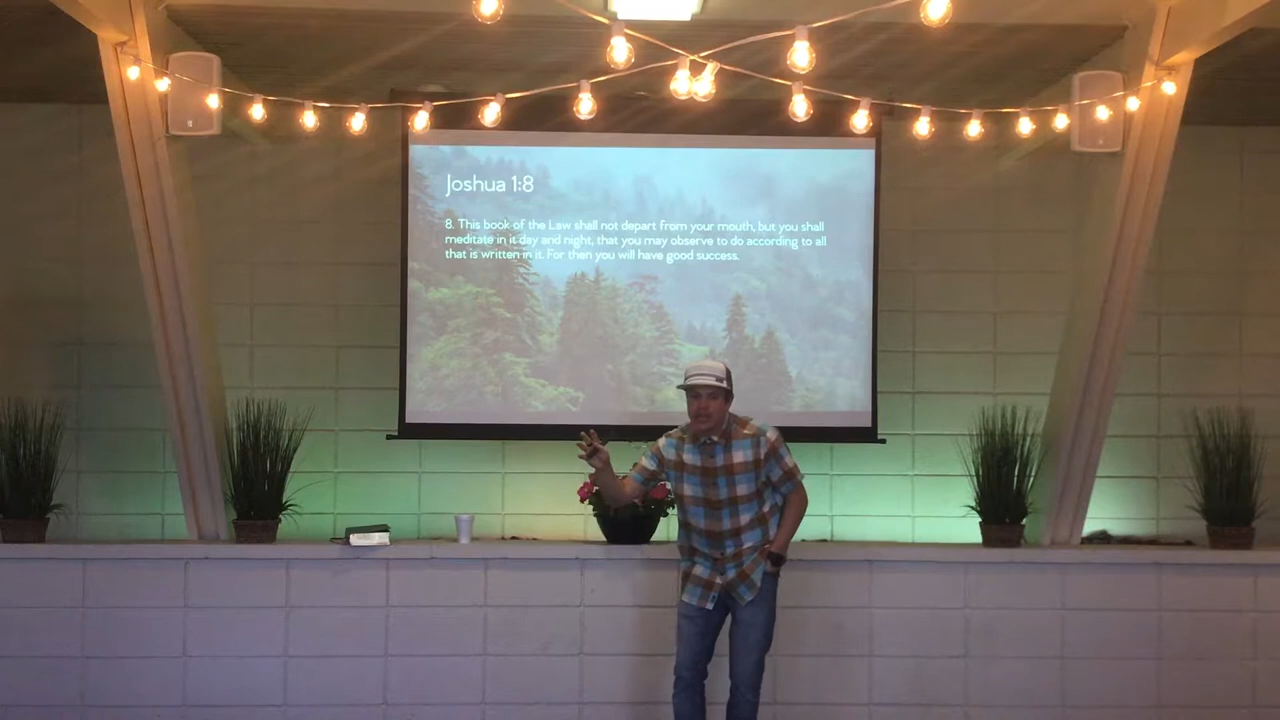 Joshua 1:8
8. This book of the Law shall not depart from your mouth, but you shall
meditate in it day and night, that you may observe to do according to all
that is written in it. For then you will have good success.